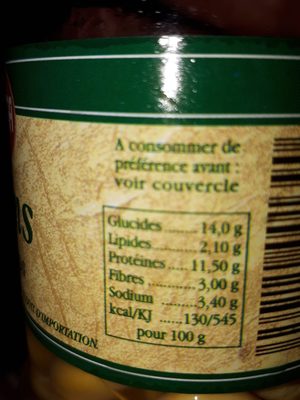 A consommer de
préférence avant :
voir couvercle
Glucides ........ 14,0 g
Lipides .......... 2,10 g
Protéines .... 11,50 g
Fibres ............ 3,00 g
Sodium ......... 3,40 g
kcal/KJ ..... 130/545
pour 100 g
D'IMPORTATION